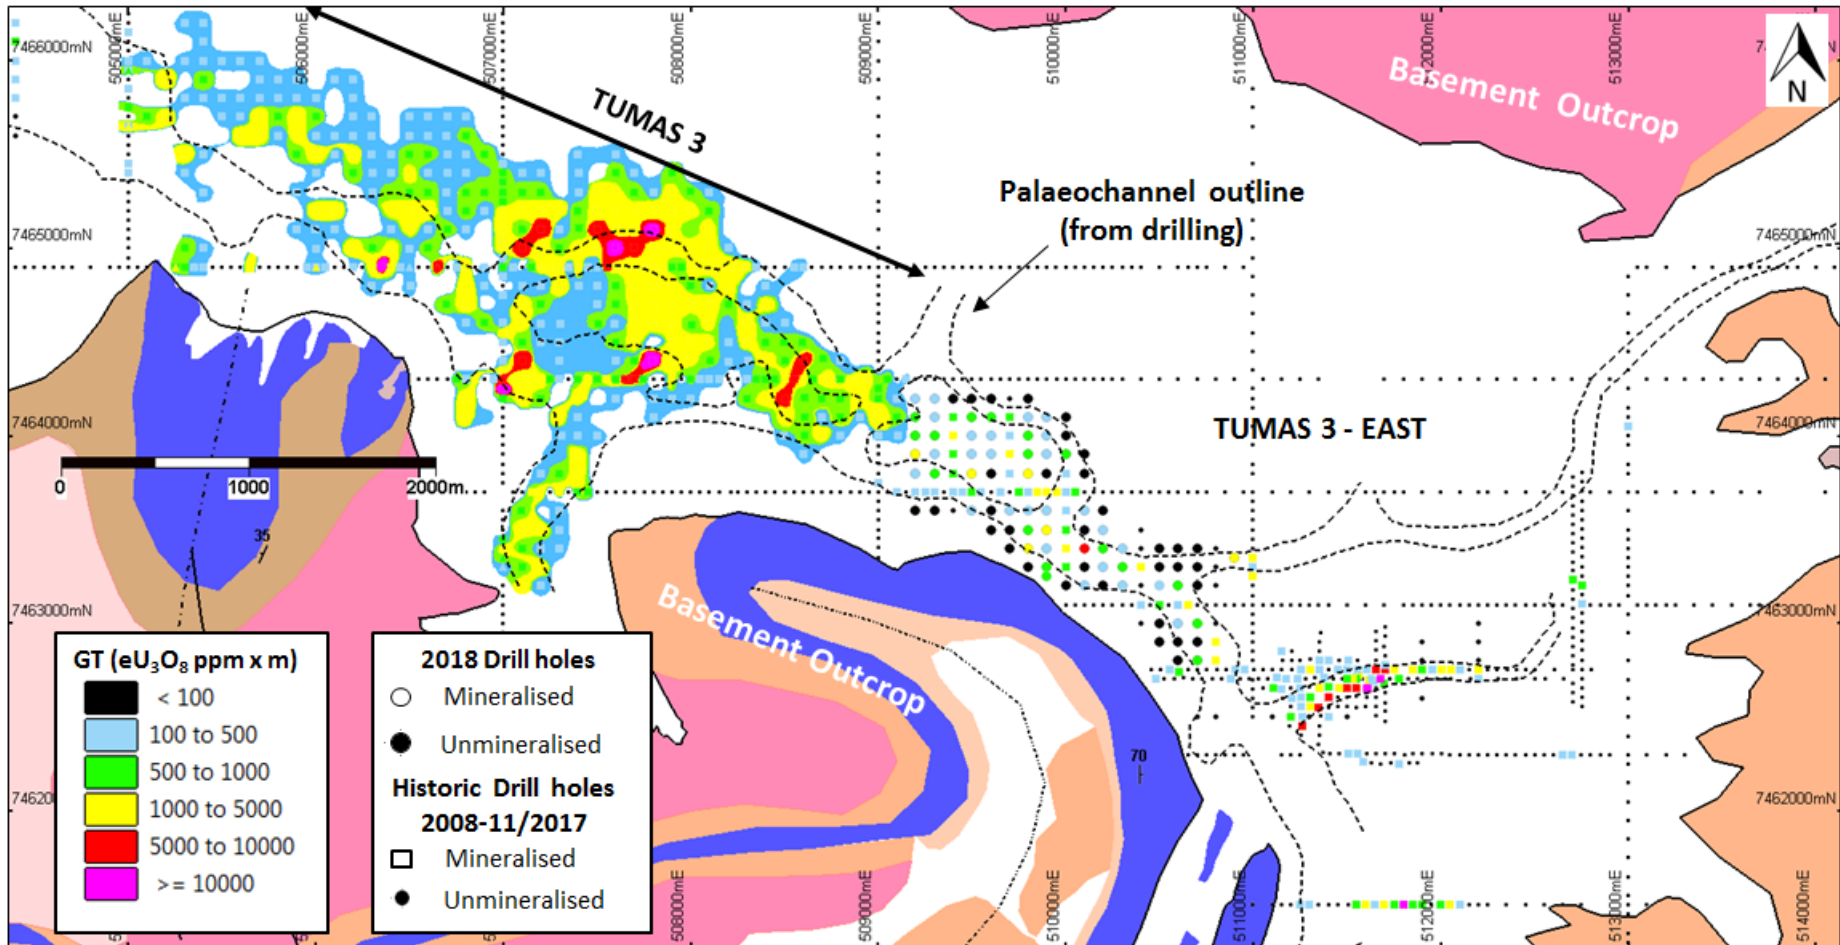 7466000mN
505000mE
506000mE
507000mE
508000mE
509000mE
510000mE
511000mE
512000mE
513000mE
N
TUMAS 3
Basement Outcrop
Palaeochannel outline
(from drilling)
7465000mN
7465000mN
7464000mN
TUMAS 3 - EAST
7464000mN
0
1000
2000m
35
7463000mN
Basement Outcrop
7463000mN
70
7462000mN
GT (eU3O8 ppm x m)
< 100
100 to 500
500 to 1000
1000 to 5000
5000 to 10000
>= 10000
2018 Drill holes
Mineralised
Unmineralised
Historic Drill holes
2008-11/2017
Mineralised
Unmineralised
508000mE
509000mE
510000mE
511000mE
512000mE
513000mE
514000mE